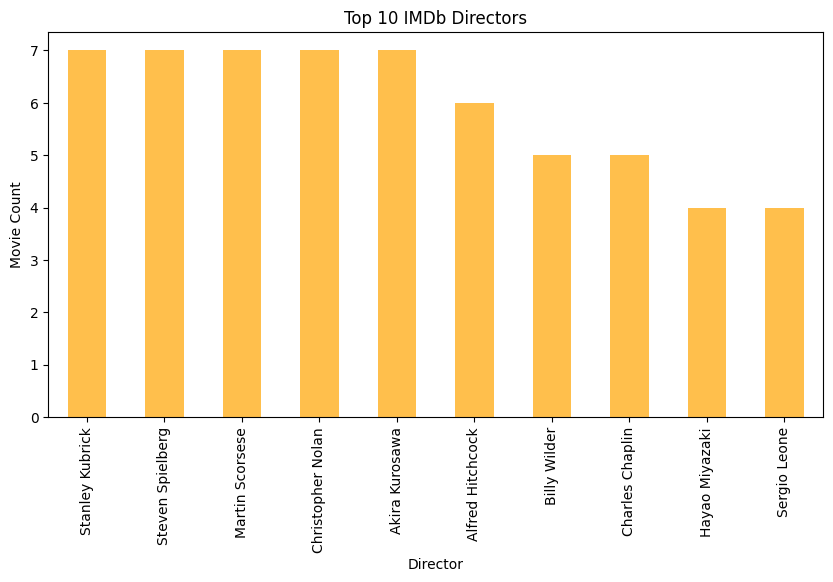 Top 10 IMDb Directors
Movie Count
7
6
5
4
3
2
1
0
Stanley Kubrick
Steven Spielberg
Martin Scorsese
Christopher Nolan
Akira Kurosawa
Alfred Hitchcock
Billy Wilder
Charles Chaplin
Hayao Miyazaki
Sergio Leone
Director